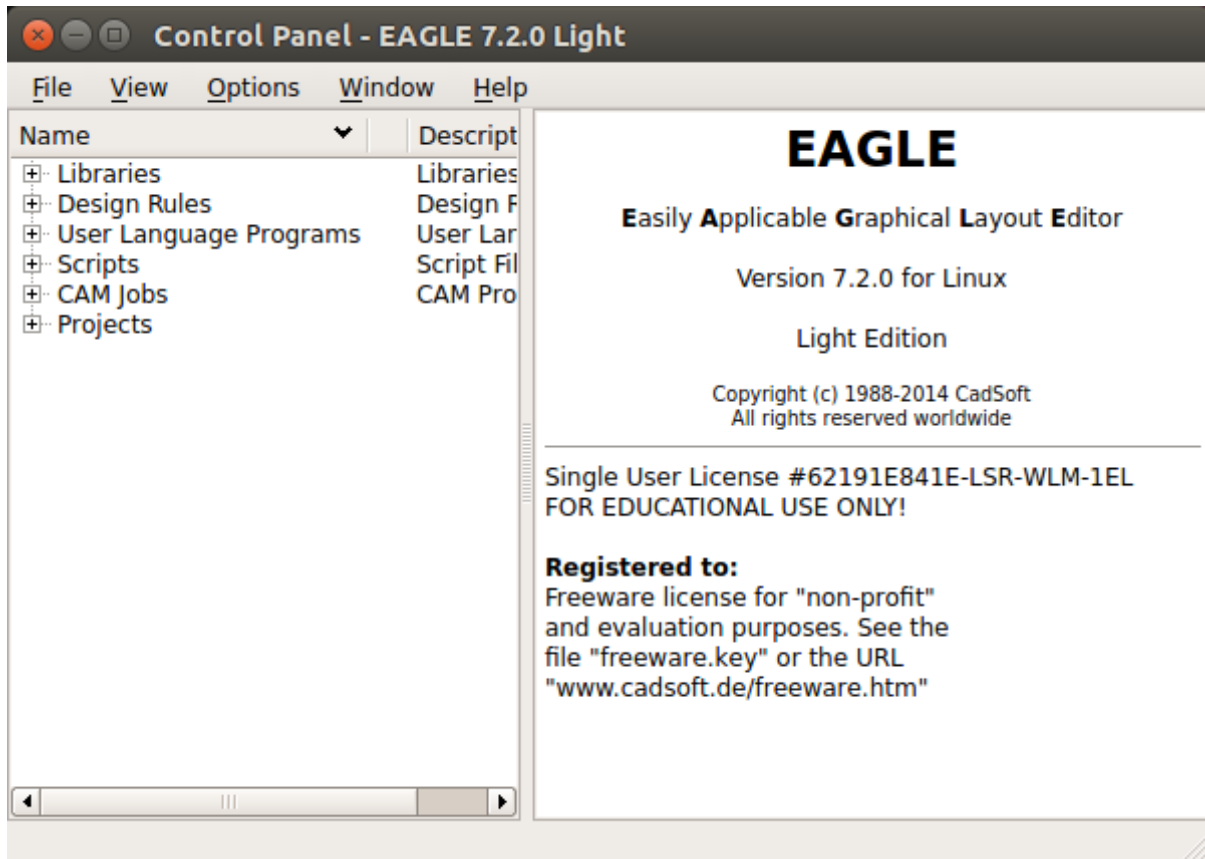 Control Panel - EAGLE 7.2.0 Light
File View Options Window Help
Name Descript
Libraries Libraries
Design Rules Design R
User Language Programs User Lan
Scripts Script Fil
CAM Jobs CAM Pro
Projects
EAGLE
Easily Applicable Graphical Layout Editor
Version 7.2.0 for Linux
Light Edition
Copyright (c) 1988-2014 CadSoft
All rights reserved worldwide
Single User License #62191E841E-LSR-WLM-1EL
FOR EDUCATIONAL USE ONLY!
Registered to:
Freeware license for "non-profit"
and evaluation purposes. See the
file "freeware.key" or the URL
"www.cadsoft.de/freeware.htm"